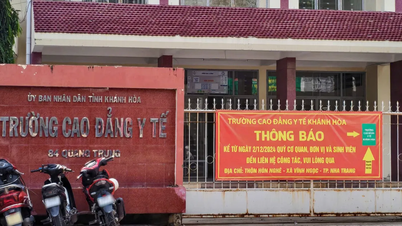 ỦY BAN NHÂN DÂN TỈNH KHÁNH HÒA
TRƯỜNG CAO ĐẲNG Y TẾ
84 QUANG TRUNG
TRƯỜNG CAO ĐẲNG Y TẾ KHÁNH HÒA
THÔNG BÁO
KỂ TỪ NGÀY 2/12/2024 QUÝ CƠ QUAN, ĐƠN VỊ VÀ SINH VIÊN
ĐẾN LIÊN HỆ CÔNG TÁC, VUI LÒNG QUA
ĐỊA CHỈ: THÔN HÒN NGHÊ - XÃ VĨNH NGỌC - TP. NHA TRANG